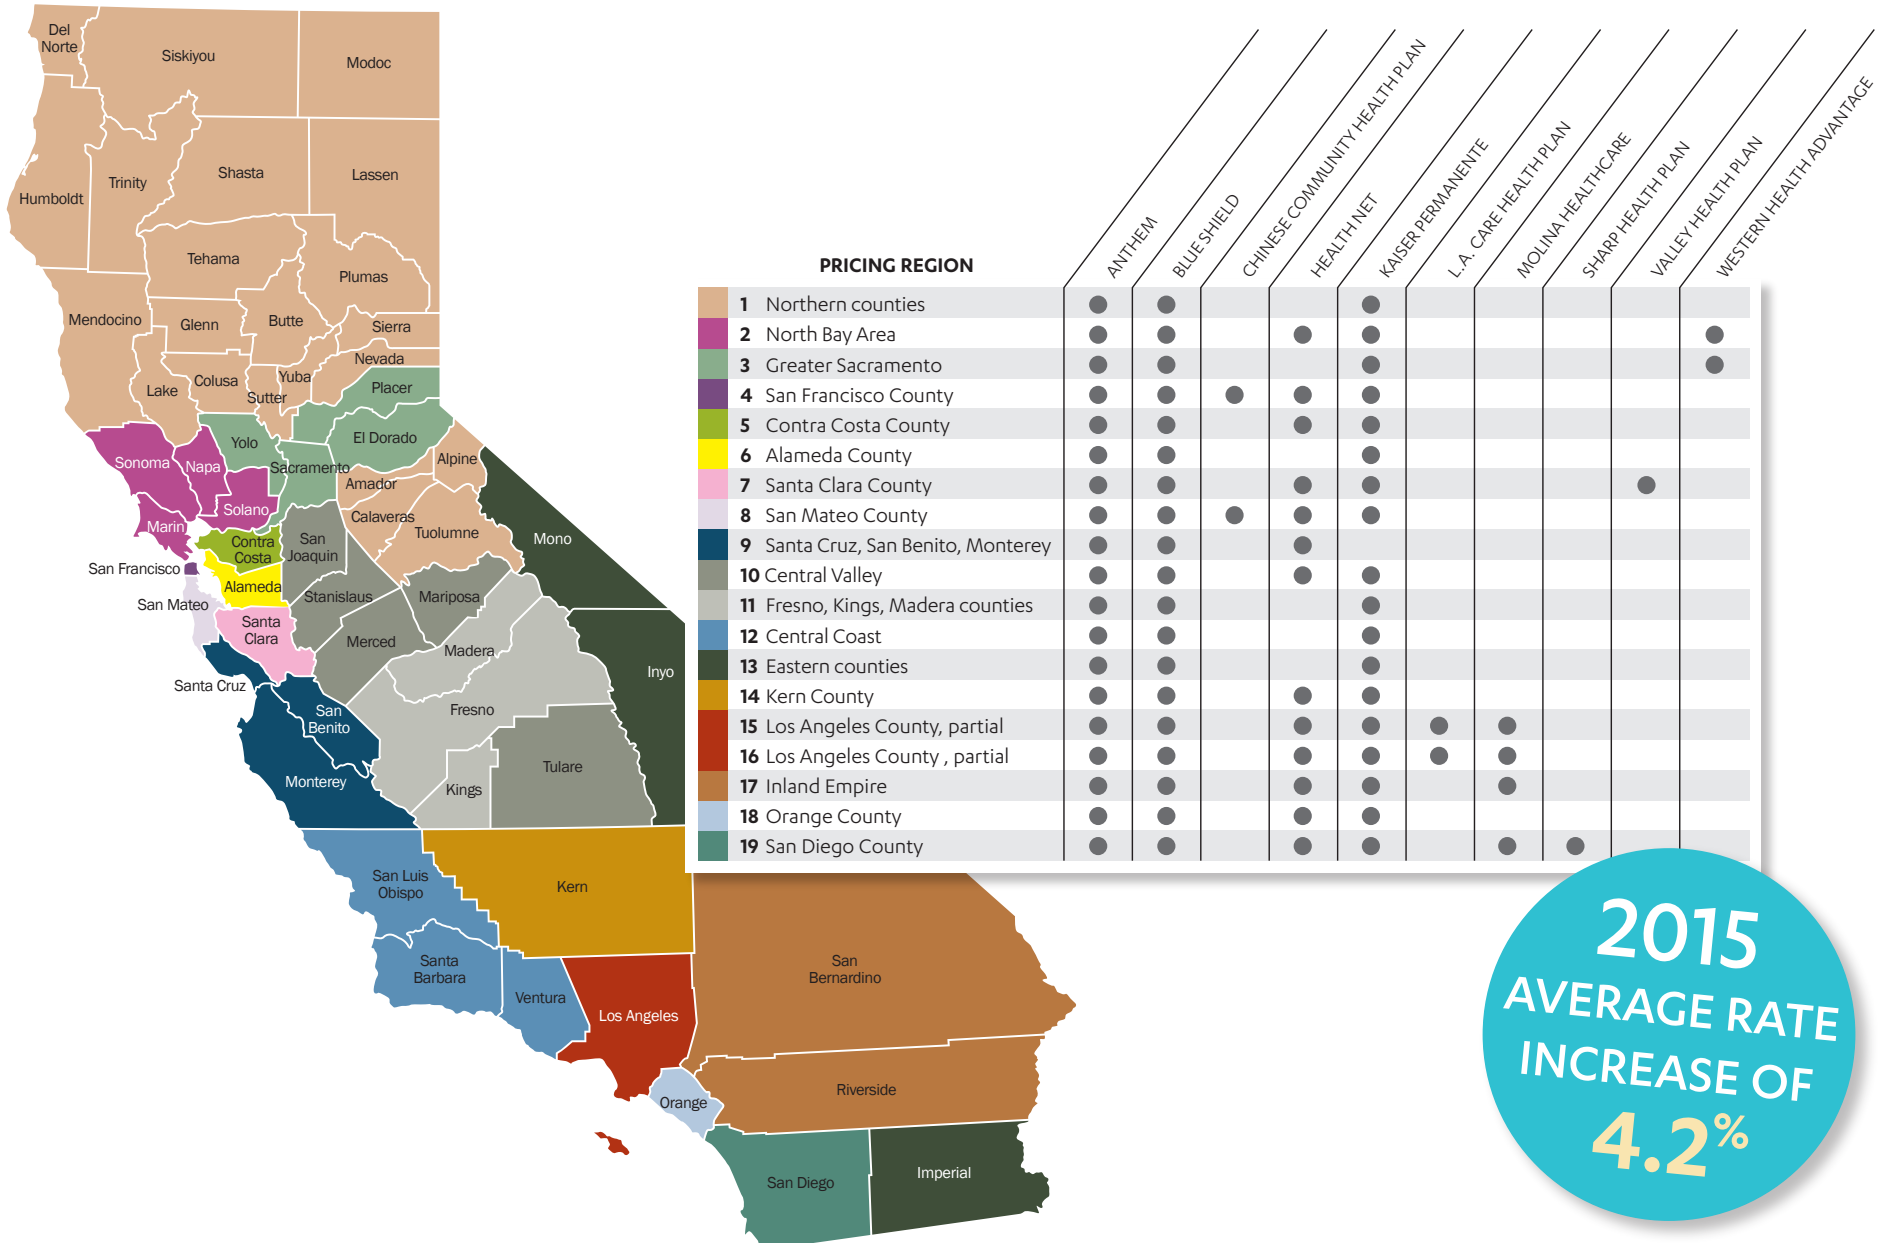 Del
Norte
Siskiyou
Modoc
Humboldt
Trinity
Shasta
Lassen
Tehama
Plumas
Mendocino
Glenn
Butte
Sierra
Nevada
Lake
Colusa
Sutter
Yuba
Placer
Yolo
El Dorado
Sonoma
Napa
Sacramento
Alpine
Amador
Solano
Marin
Calaveras
Tuolumne
Contra
Costa
San
Joaquin
Mono
San Francisco
Alameda
San Mateo
Stanislaus
Mariposa
Santa
Clara
Merced
Madera
Inyo
Santa Cruz
San
Benito
Fresno
Monterey
Kings
Tulare
San Luis
Obispo
Kern
Santa
Barbara
Ventura
Los Angeles
San
Bernardino
Orange
Riverside
San Diego
Imperial
PRICING REGION
ANTHEM
BLUE SHIELD
CHINESE COMMUNITY HEALTH PLAN
HEALTH NET
KAISER PERMANENTE
L.A. CARE HEALTH PLAN
MOLINA HEALTHCARE
SHARP HEALTH PLAN
VALLEY HEALTH PLAN
WESTERN HEALTH ADVANTAGE
1 Northern counties
2 North Bay Area
3 Greater Sacramento
4 San Francisco County
5 Contra Costa County
6 Alameda County
7 Santa Clara County
8 San Mateo County
9 Santa Cruz, San Benito, Monterey
10 Central Valley
11 Fresno, Kings, Madera counties
12 Central Coast
13 Eastern counties
14 Kern County
15 Los Angeles County, partial
16 Los Angeles County , partial
17 Inland Empire
18 Orange County
19 San Diego County
2015
AVERAGE RATE
INCREASE OF
4.2%